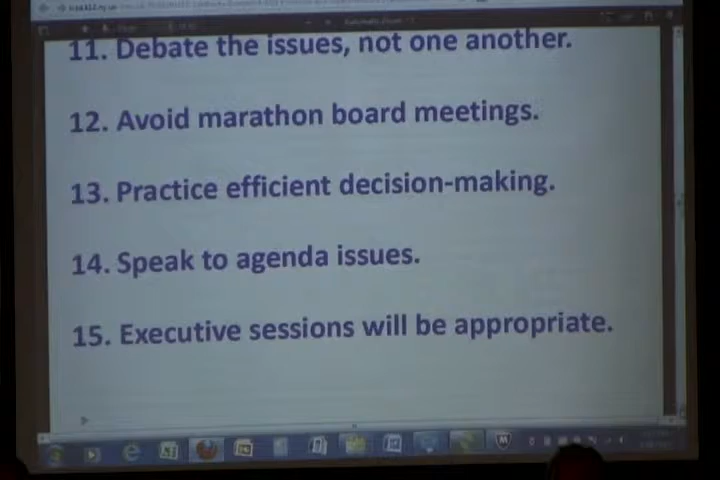 11. Debate the issues, not one another.
12. Avoid marathon board meetings.
13. Practice efficient decision-making.
14. Speak to agenda issues.
15. Executive sessions will be appropriate.